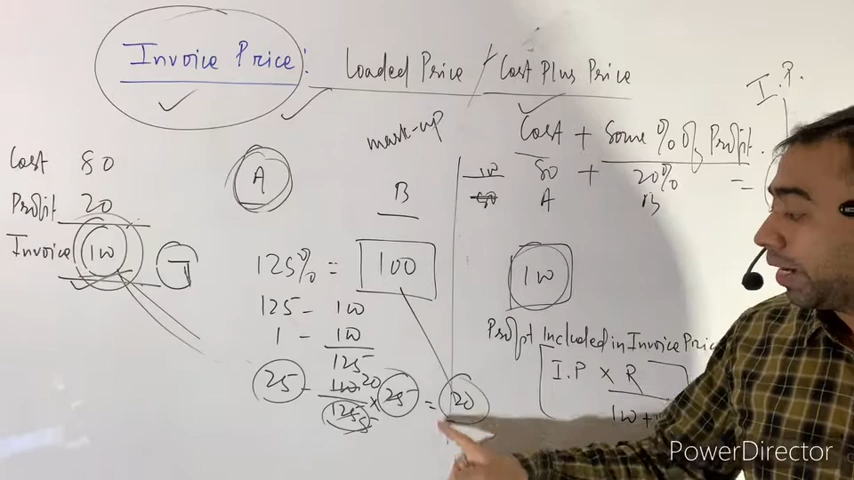 Invoice Price :
Loaded Price / Cost Plus Price
I.P.
mark-up
Cost + Some % Of Profit.
80 + 20% =
A B
Cost 80
Profit 20
Invoice 100
A
B
125% = 100
125 - 100
1 - 100
125
25 - 100 20 × 25 = 20
125 5
100
Profit Included in Invoice Price
I.P × R
100+
PowerDirector